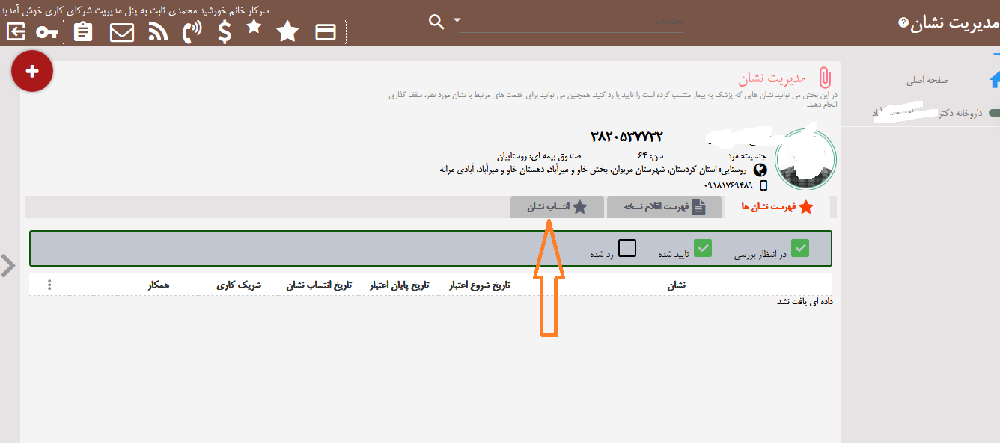 سرکار خانم خورشید محمدی ثابت به پنل مدیریت شرکای کاری خوش آمدید
مدیریت نشان
صفحه اصلی
داروخانه دکتر
مدیریت نشان
در این بخش می توانید نشان هایی که پزشک به بیمار منتسب کرده است را تایید یا رد کنید. همچنین می توانید برای خدمت های مرتبط با نشان مورد نظر، سقف گذاری
انجام دهید.
۳۸۲۰۵۳۷۷۳۲
جنسیت: مرد سن: ۶۴ صندوق بیمه ای: روستاییان
روستایی: استان کردستان, شهرستان مریوان, بخش خاو و میرآباد, دهستان خاو و میرآباد, آبادی مرانه
۰۹۱۸۱۷۶۹۴۸۹
فهرست نشان ها فهرست اقلام نسخه انتساب نشان
در انتظار بررسی تایید شده رد شده
نشان تاریخ شروع اعتبار تاریخ پایان اعتبار تاریخ انتساب نشان شریک کاری همکار
داده ای یافت نشد